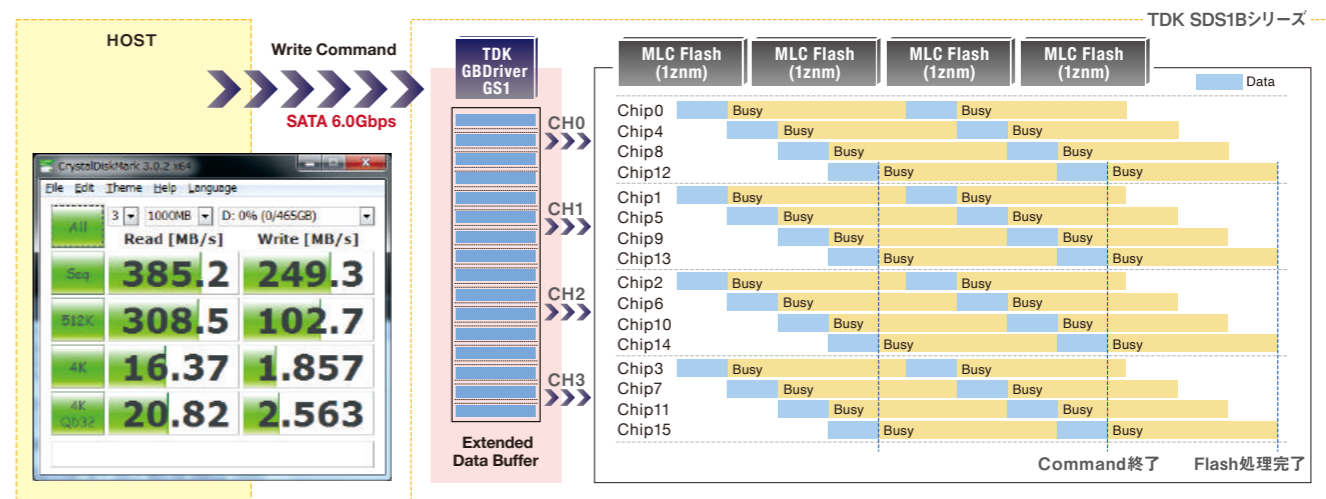 TDK SDS1Bシリーズ
HOST
Write Command
SATA 6.0Gbps
TDK
GBDriver
GS1
MLC Flash
(1znm)
MLC Flash
(1znm)
MLC Flash
(1znm)
MLC Flash
(1znm)
Data
CrystalDiskMark 3.0.2 x64
File Edit Theme Help Language
All
3
1000MB
D: 0% (0/465GB)
Read [MB/s] Write [MB/s]
Seq 385.2 249.3
512K 308.5 102.7
4K 16.37 1.857
4K
QD32
20.82 2.563
CH0
CH1
CH2
CH3
Extended
Data Buffer
Chip0 Busy Busy
Chip4 Busy Busy
Chip8 Busy Busy
Chip12 Busy Busy
Chip1 Busy Busy
Chip5 Busy Busy
Chip9 Busy Busy
Chip13 Busy Busy
Chip2 Busy Busy
Chip6 Busy Busy
Chip10 Busy Busy
Chip14 Busy Busy
Chip3 Busy Busy
Chip7 Busy Busy
Chip11 Busy Busy
Chip15 Busy Busy
Command終了 Flash処理完了